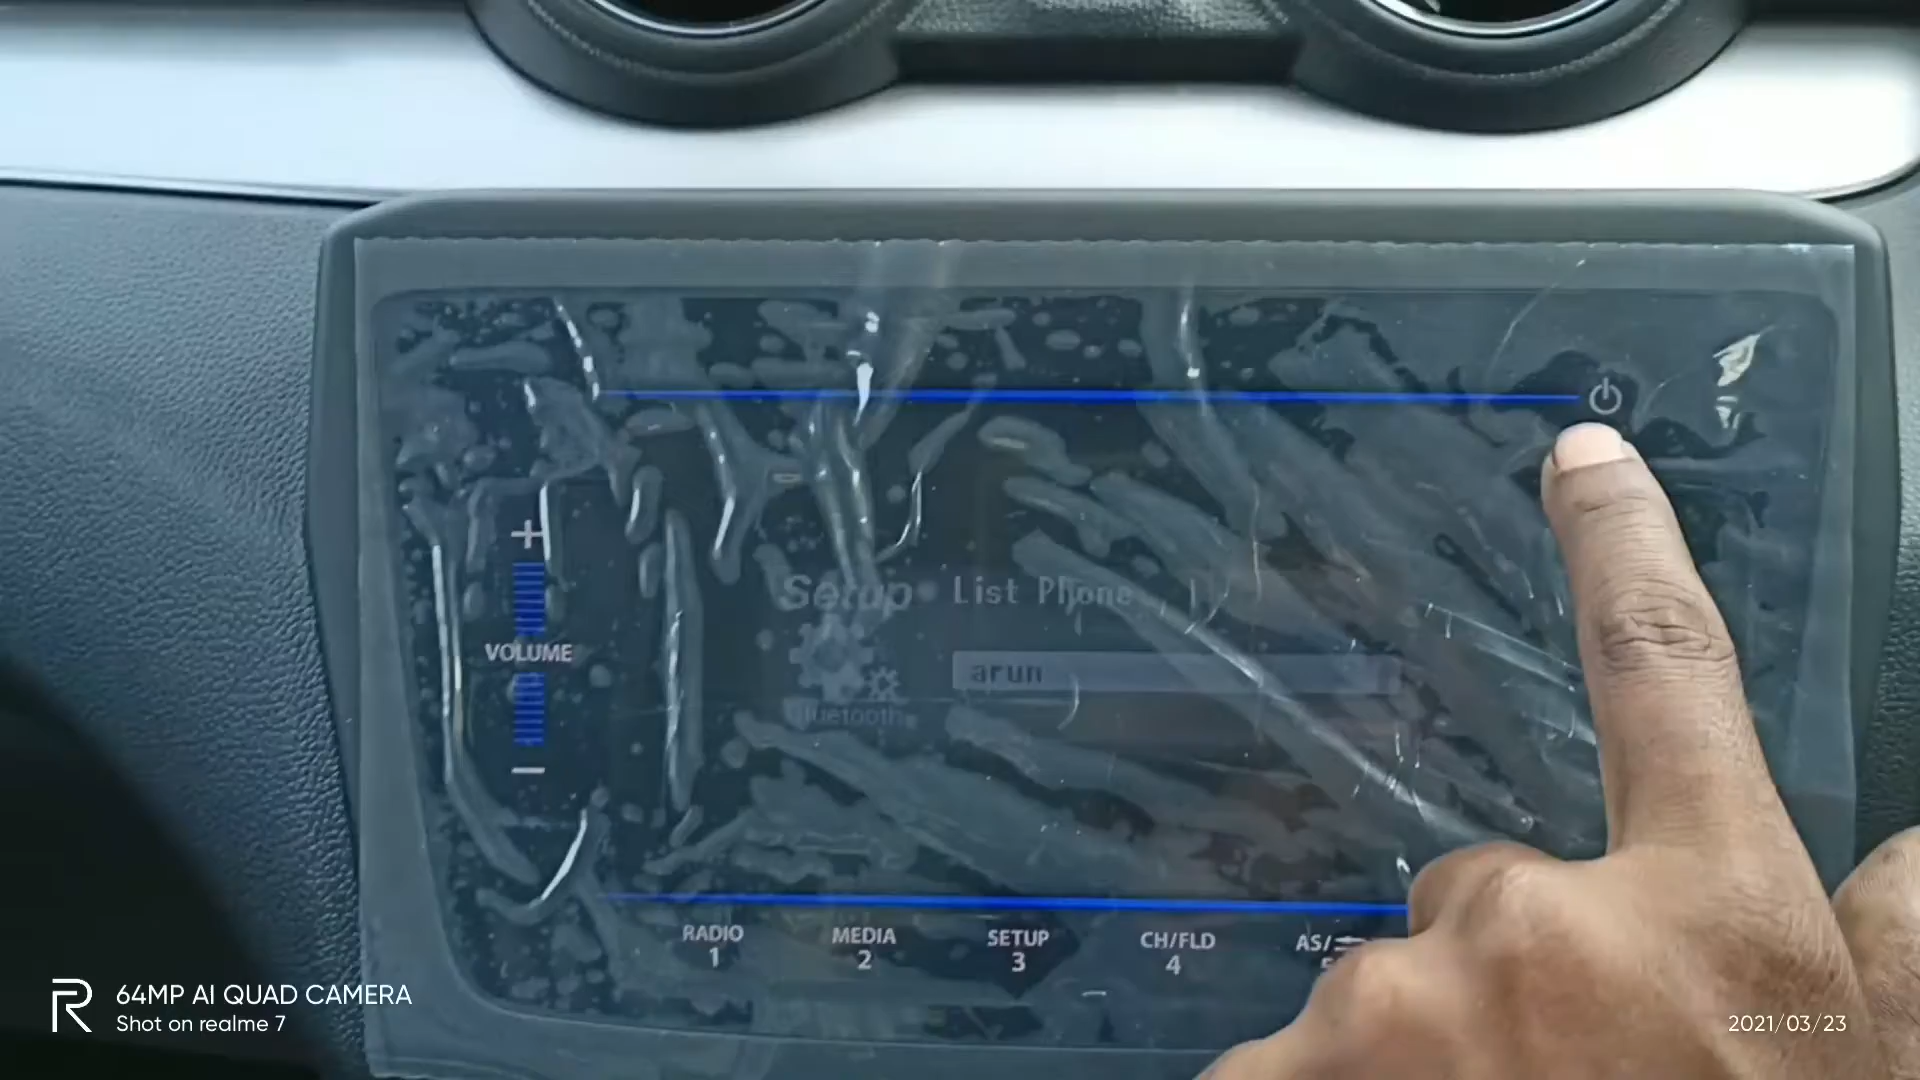 +
VOLUME
−
Setup List Phone
arun
Bluetooth
RADIO MEDIA SETUP CH/FLD AS/
1 2 3 4
64MP AI QUAD CAMERA
Shot on realme 7
2021/03/23